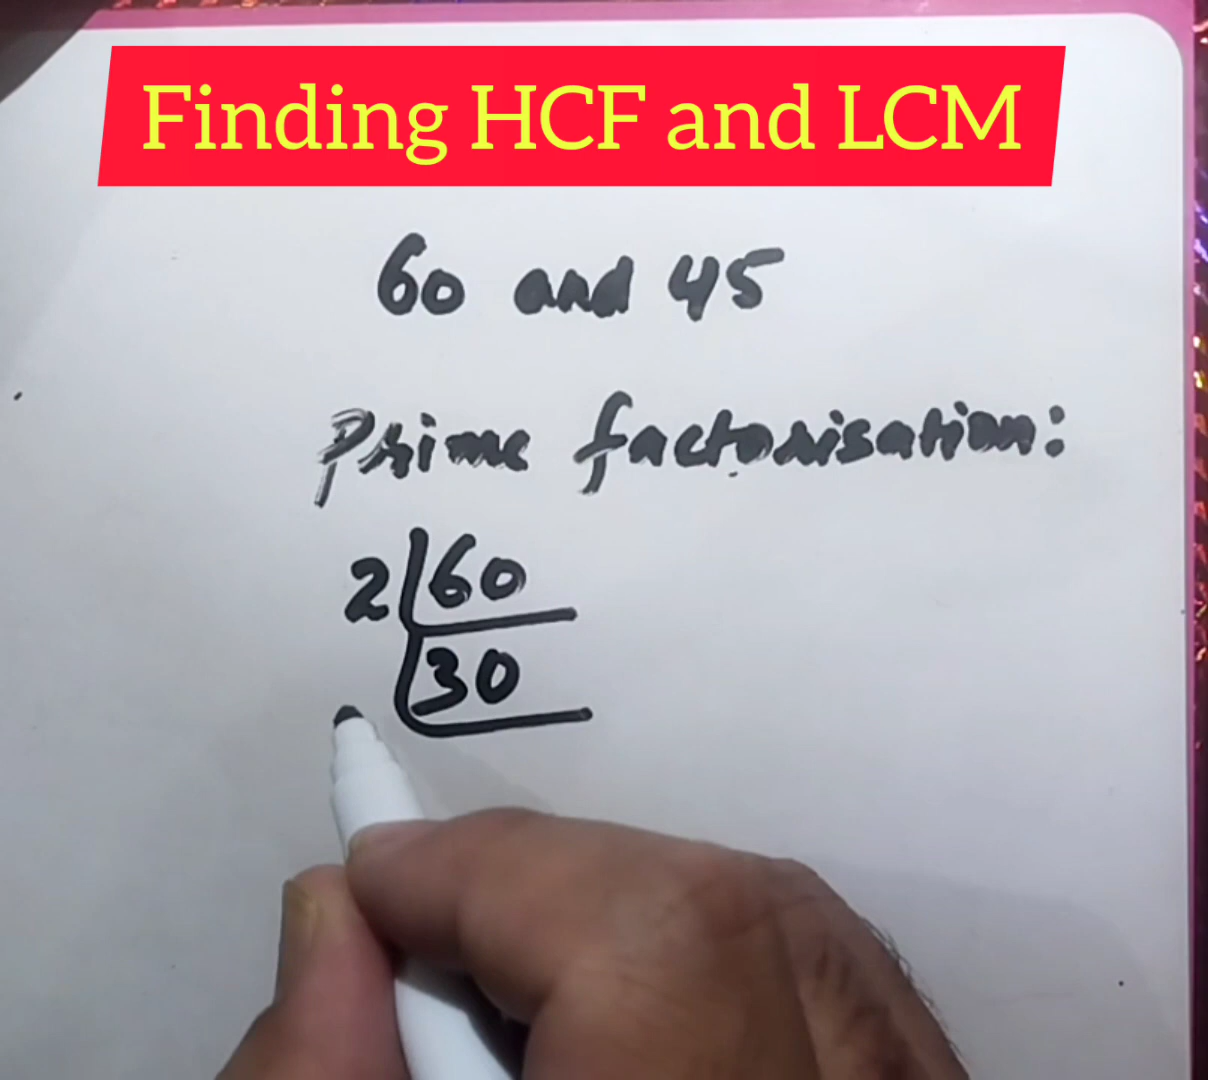 Finding HCF and LCM
60 and 45
Prime factorisation:
2 60
30